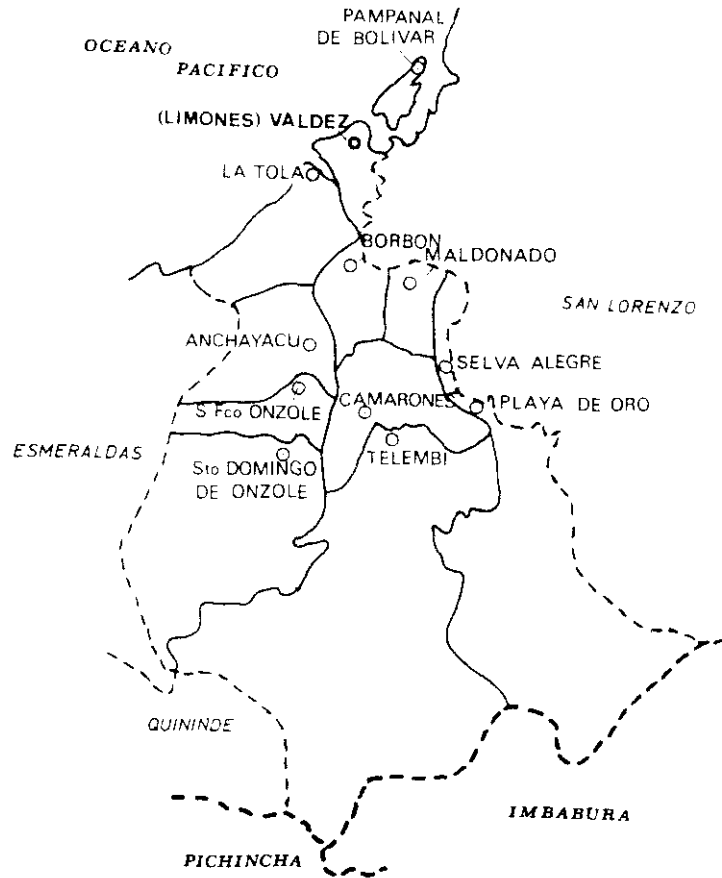 PAMPANAL
DE BOLIVAR
OCEANO
PACIFICO
(LIMONES) VALDEZ
LA TOLA
BORBON
MALDONADO
SAN LORENZO
ANCHAYACU
SELVA ALEGRE
S Fco ONZOLE
CAMARONES
PLAYA DE ORO
ESMERALDAS
Sto DOMINGO
DE ONZOLE
TELEMBI
QUININDE
IMBABURA
PICHINCHA